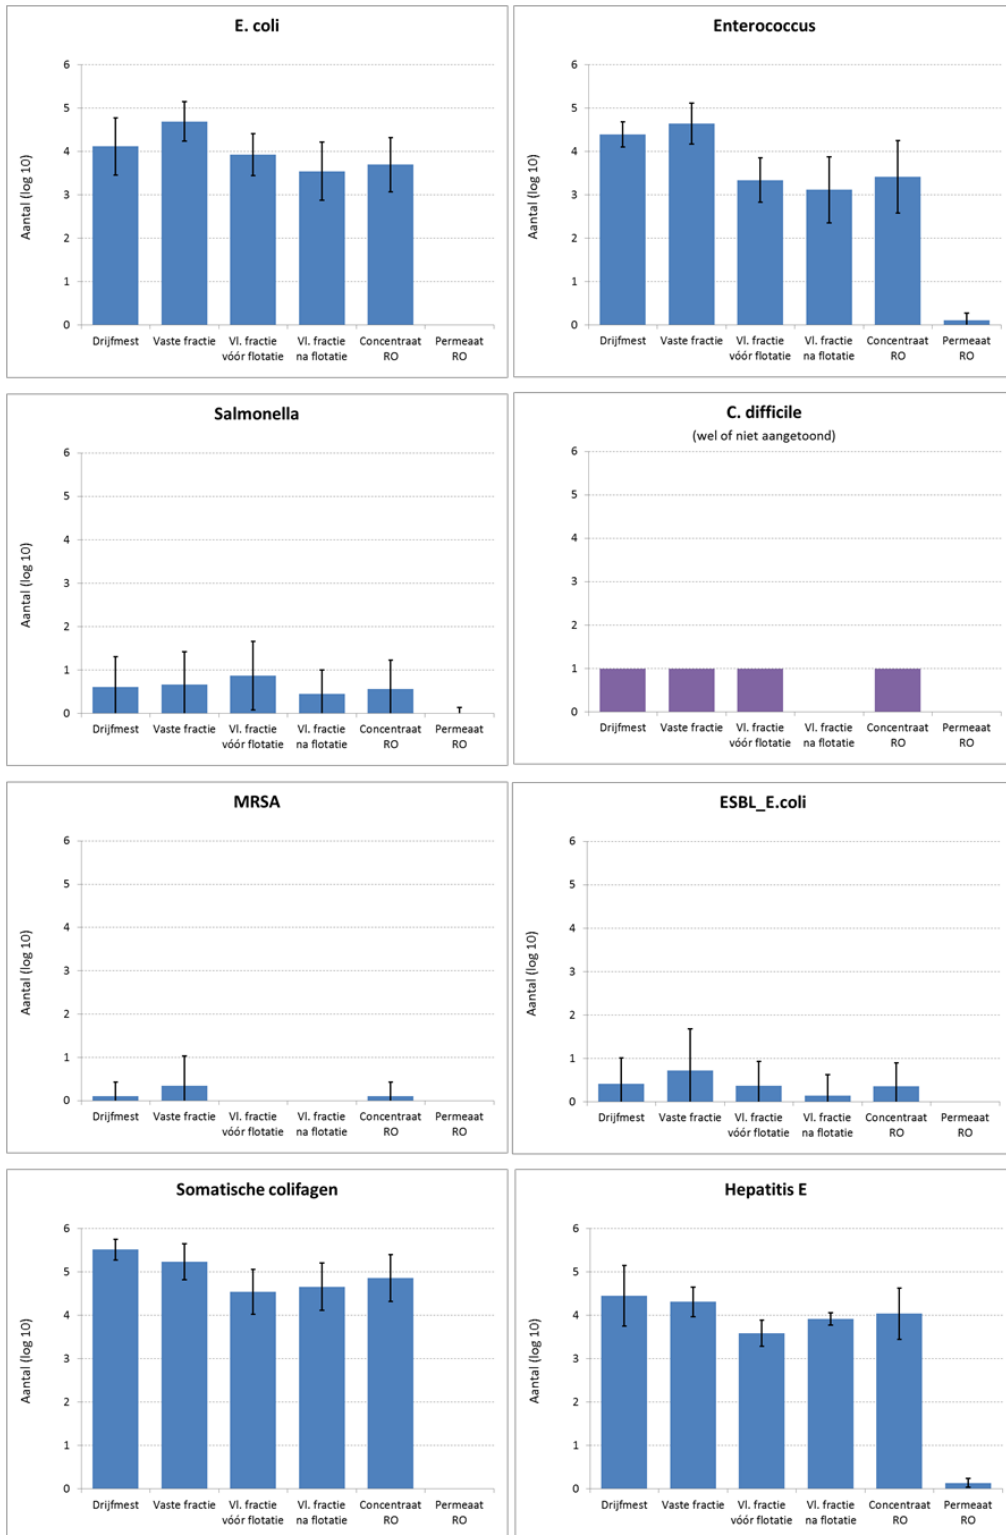 E. coli
Aantal (log 10)
6
5
4
3
2
1
0
Drijfmest Vaste fractie Vl. fractie Vl. fractie Concentraat Permeaat
vóór flotatie na flotatie RO RO
Enterococcus
Aantal (log 10)
6
5
4
3
2
1
0
Drijfmest Vaste fractie Vl. fractie Vl. fractie Concentraat Permeaat
vóór flotatie na flotatie RO RO
Salmonella
Aantal (log 10)
6
5
4
3
2
1
0
Drijfmest Vaste fractie Vl. fractie Vl. fractie Concentraat Permeaat
vóór flotatie na flotatie RO RO
C. difficile
(wel of niet aangetoond)
6
5
4
3
2
1
0
Drijfmest Vaste fractie Vl. fractie Vl. fractie Concentraat Permeaat
vóór flotatie na flotatie RO RO
MRSA
Aantal (log 10)
6
5
4
3
2
1
0
Drijfmest Vaste fractie Vl. fractie Vl. fractie Concentraat Permeaat
vóór flotatie na flotatie RO RO
ESBL_E.coli
Aantal (log 10)
6
5
4
3
2
1
0
Drijfmest Vaste fractie Vl. fractie Vl. fractie Concentraat Permeaat
vóór flotatie na flotatie RO RO
Somatische colifagen
Aantal (log 10)
6
5
4
3
2
1
0
Drijfmest Vaste fractie Vl. fractie Vl. fractie Concentraat Permeaat
vóór flotatie na flotatie RO RO
Hepatitis E
Aantal (log 10)
6
5
4
3
2
1
0
Drijfmest Vaste fractie Vl. fractie Vl. fractie Concentraat Permeaat
vóór flotatie na flotatie RO RO